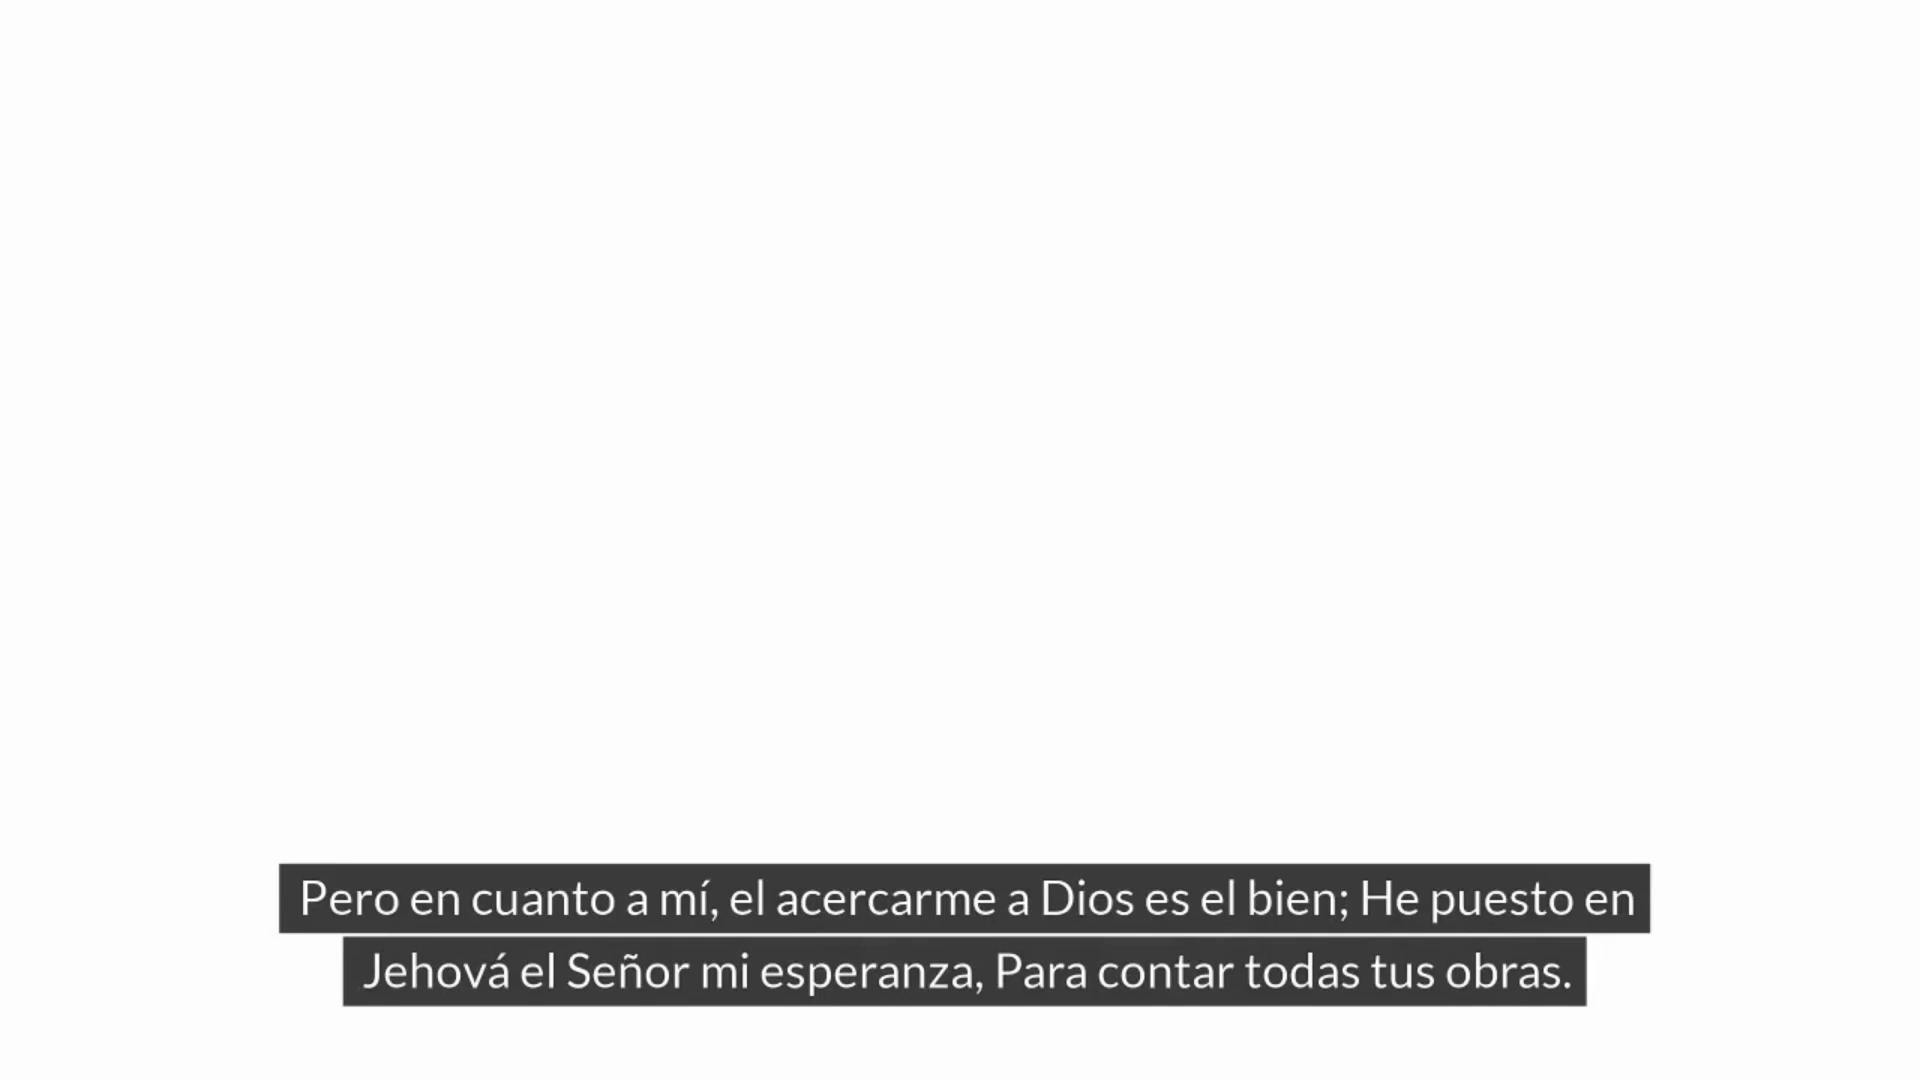 Pero en cuanto a mí, el acercarme a Dios es el bien; He puesto en
Jehová el Señor mi esperanza, Para contar todas tus obras.